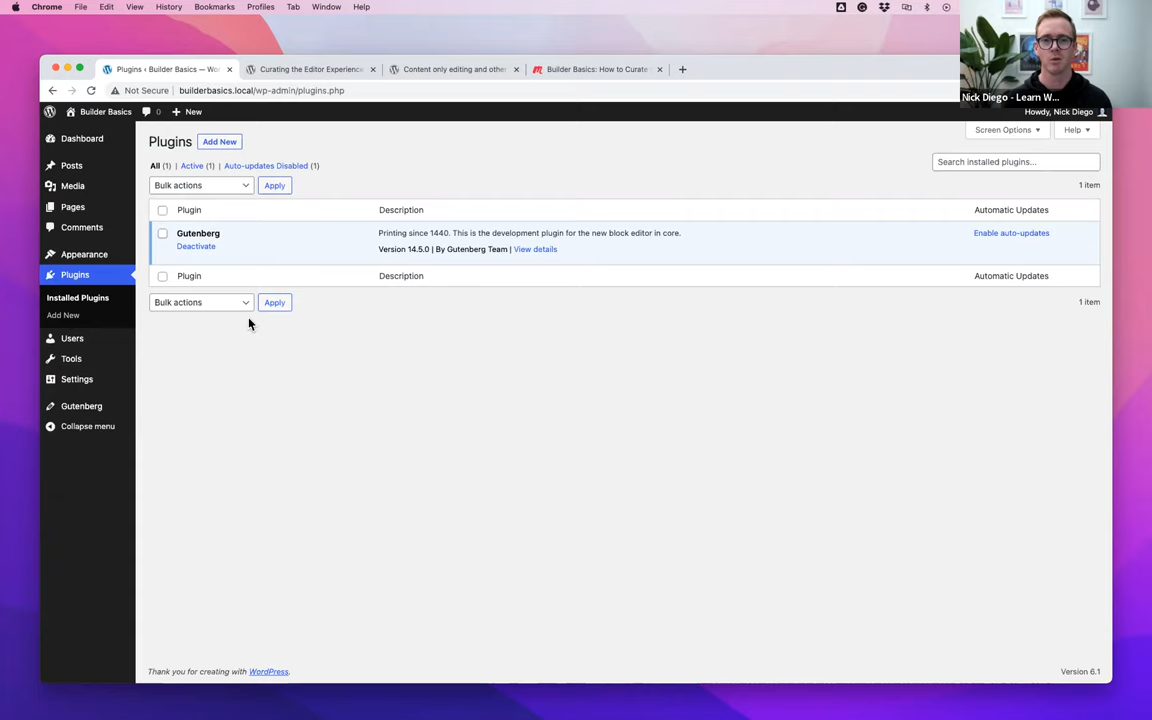 Chrome File Edit View History Bookmarks Profiles Tab Window Help
Plugins ‹ Builder Basics — Wor
Curating the Editor Experience
Content only editing and other
Builder Basics: How to Curate
Nick Diego - Learn W...
Not Secure builderbasics.local/wp-admin/plugins.php
Builder Basics 0 New Howdy, Nick Diego
Screen Options Help
Dashboard
Posts
Media
Pages
Comments
Appearance
Plugins
Installed Plugins
Add New
Users
Tools
Settings
Gutenberg
Collapse menu
Plugins Add New
All (1) | Active (1) | Auto-updates Disabled (1)
Search installed plugins...
Bulk actions Apply 1 item
Plugin Description Automatic Updates
Gutenberg Printing since 1440. This is the development plugin for the new block editor in core. Enable auto-updates
Deactivate Version 14.5.0 | By Gutenberg Team | View details
Plugin Description Automatic Updates
Bulk actions Apply 1 item
Thank you for creating with WordPress. Version 6.1